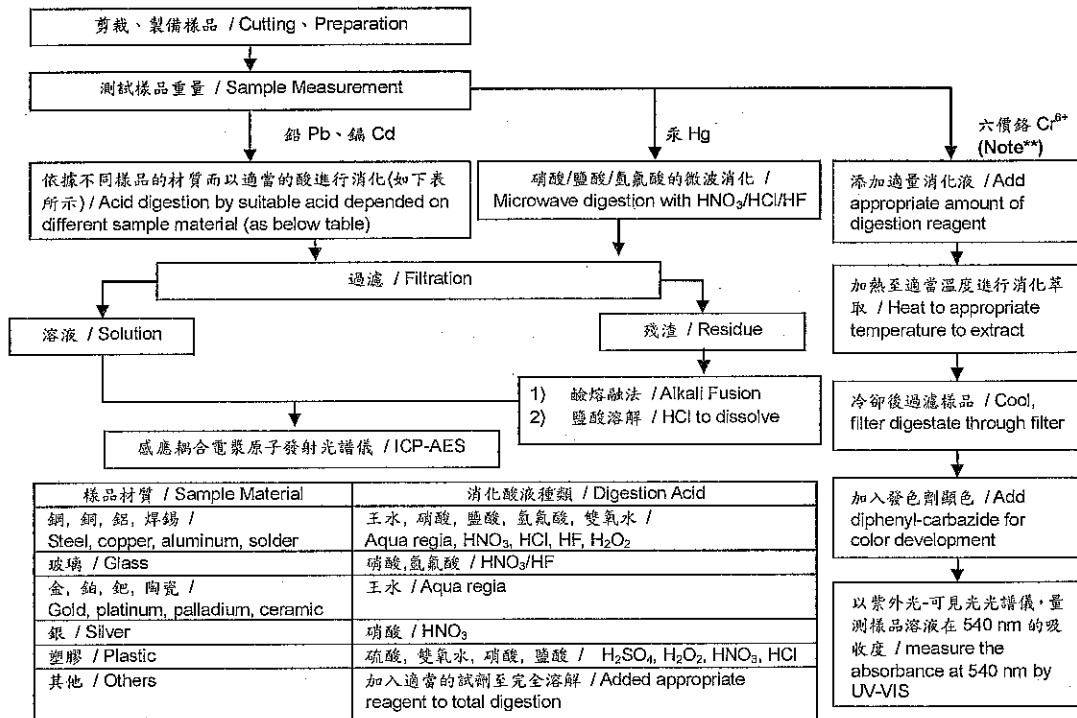 剪裁、製備樣品 / Cutting、Preparation
測試樣品重量 / Sample Measurement
鉛 Pb、鎘 Cd
汞 Hg
六價鉻 Cr⁶⁺
(Note**)
依據不同樣品的材質而以適當的酸進行消化(如下表
所示) / Acid digestion by suitable acid depended on
different sample material (as below table)
硝酸/鹽酸/氫氟酸的微波消化 /
Microwave digestion with HNO₃/HCl/HF
添加適量消化液 / Add
appropriate amount of
digestion reagent
過濾 / Filtration
加熱至適當溫度進行消化萃
取 / Heat to appropriate
temperature to extract
溶液 / Solution
殘渣 / Residue
1) 鹼熔融法 / Alkali Fusion
2) 鹽酸溶解 / HCl to dissolve
冷卻後過濾樣品 / Cool,
filter digestate through filter
感應耦合電漿原子發射光譜儀 / ICP-AES
加入發色劑顯色 / Add
diphenyl-carbazide for
color development
以紫外光-可見光光譜儀,量
測樣品溶液在 540 nm 的吸
收度 / measure the
absorbance at 540 nm by
UV-VIS
樣品材質 / Sample Material
消化酸液種類 / Digestion Acid
鋼, 銅, 鋁, 焊錫 /
Steel, copper, aluminum, solder
王水, 硝酸, 鹽酸, 氫氟酸, 雙氧水 /
Aqua regia, HNO₃, HCl, HF, H₂O₂
玻璃 / Glass
硝酸,氫氟酸 / HNO₃/HF
金, 鉑, 鈀, 陶瓷 /
Gold, platinum, palladium, ceramic
王水 / Aqua regia
銀 / Silver
硝酸 / HNO₃
塑膠 / Plastic
硫酸, 雙氧水, 硝酸, 鹽酸 / H₂SO₄, H₂O₂, HNO₃, HCl
其他 / Others
加入適當的試劑至完全溶解 / Added appropriate
reagent to total digestion